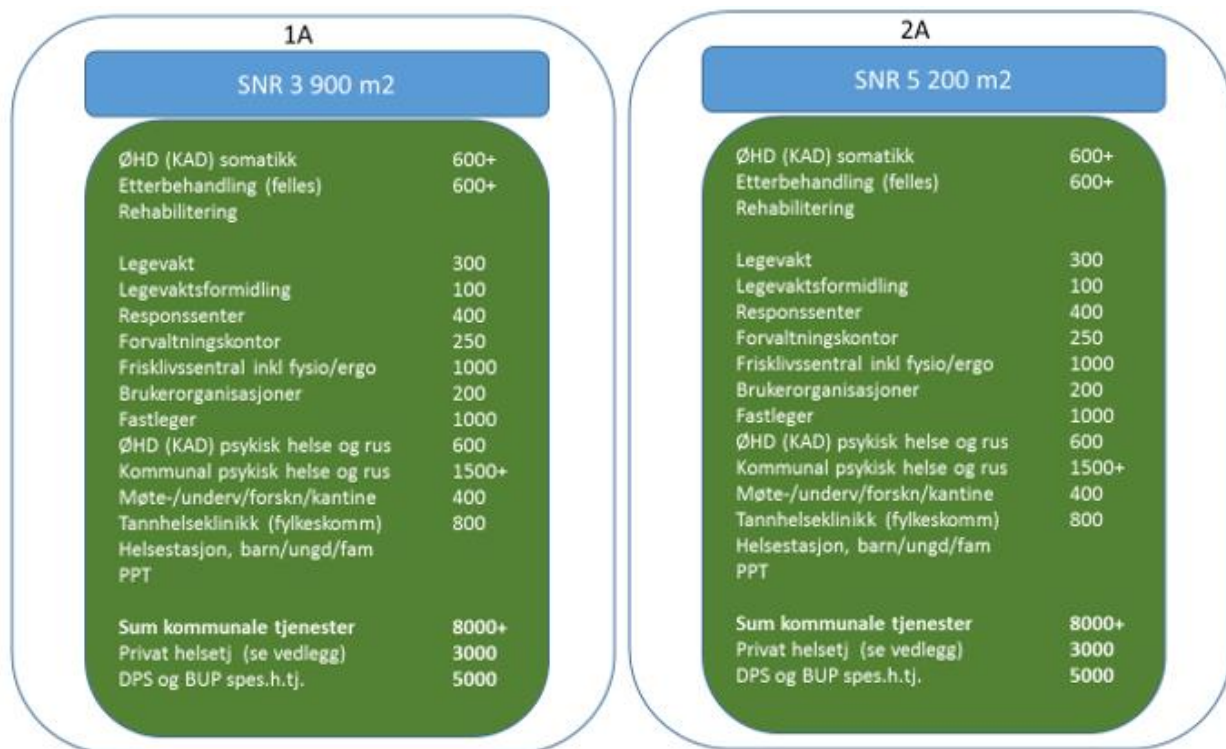 1A
SNR 3 900 m2
ØHD (KAD) somatikk 600+
Etterbehandling (felles) 600+
Rehabilitering
Legevakt 300
Legevaktsformidling 100
Responssenter 400
Forvaltningskontor 250
Frisklivssentral inkl fysio/ergo 1000
Brukerorganisasjoner 200
Fastleger 1000
ØHD (KAD) psykisk helse og rus 600
Kommunal psykisk helse og rus 1500+
Møte-/underv/forskn/kantine 400
Tannhelseklinikk (fylkeskomm) 800
Helsestasjon, barn/ungd/fam
PPT
Sum kommunale tjenester 8000+
Privat helsetj (se vedlegg) 3000
DPS og BUP spes.h.tj. 5000
2A
SNR 5 200 m2
ØHD (KAD) somatikk 600+
Etterbehandling (felles) 600+
Rehabilitering
Legevakt 300
Legevaktsformidling 100
Responssenter 400
Forvaltningskontor 250
Frisklivssentral inkl fysio/ergo 1000
Brukerorganisasjoner 200
Fastleger 1000
ØHD (KAD) psykisk helse og rus 600
Kommunal psykisk helse og rus 1500+
Møte-/underv/forskn/kantine 400
Tannhelseklinikk (fylkeskomm) 800
Helsestasjon, barn/ungd/fam
PPT
Sum kommunale tjenester 8000+
Privat helsetj (se vedlegg) 3000
DPS og BUP spes.h.tj. 5000